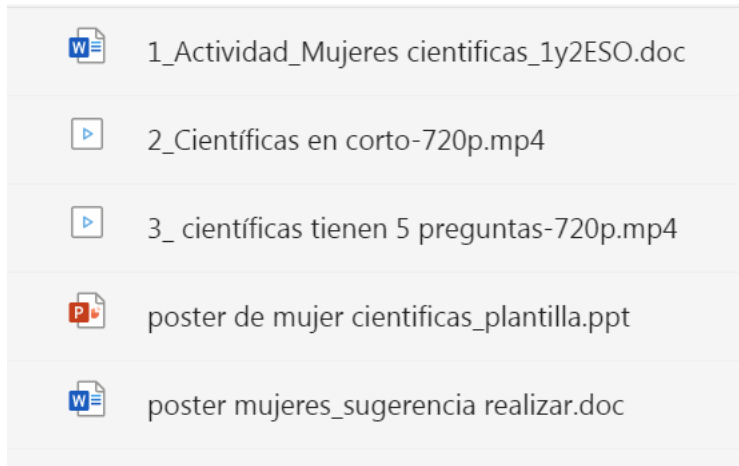 1_Actividad_Mujeres cientificas_1y2ESO.doc
2_Científicas en corto-720p.mp4
3_ científicas tienen 5 preguntas-720p.mp4
poster de mujer cientificas_plantilla.ppt
poster mujeres_sugerencia realizar.doc